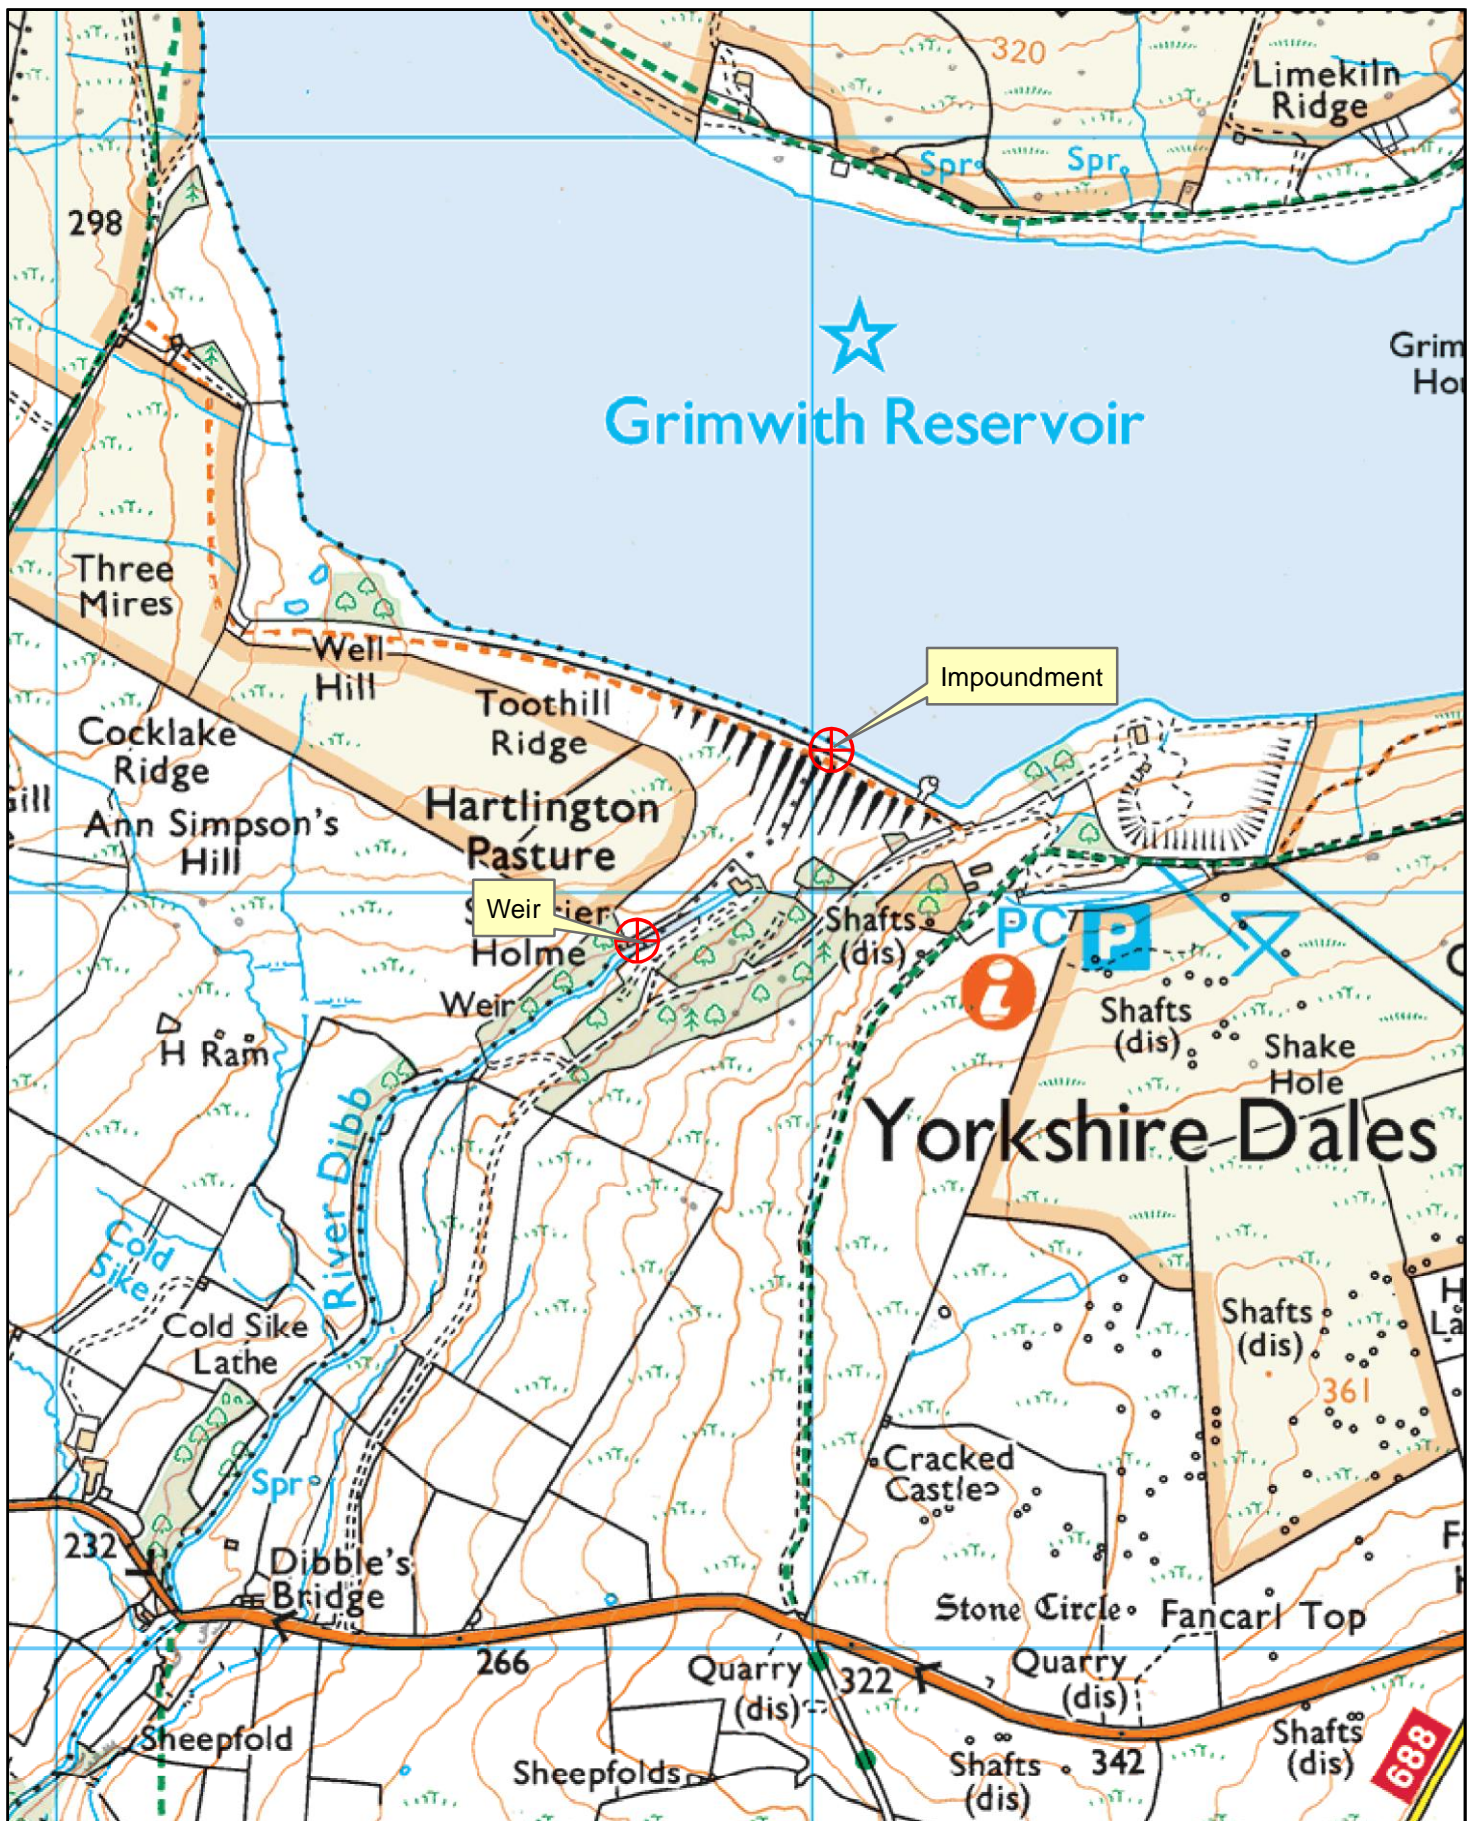 320
Limekiln
Ridge
Spr
Spr
298
Grim
Grimwith Reservoir
Three
Mires
Well
Hill
Impoundment
Toothill
Ridge
Cocklake
Ridge
Hartlington
Pasture
Ann Simpson's
Hill
Weir
Holme
Shafts
(dis)
PC
P
i
Weir
H Ram
Shafts
(dis)
Shake
Hole
Yorkshire Dales
River Dibb
Cold
Sike
Cold Sike
Lathe
Shafts
(dis)
361
Cracked
Castle
Spr
232
Dibble's
Bridge
Stone Circle
Fancarl Top
266
Quarry
(dis)
322
Quarry
(dis)
Sheepfold
Sheepfolds
Shafts
(dis)
342
Shafts
(dis)
688